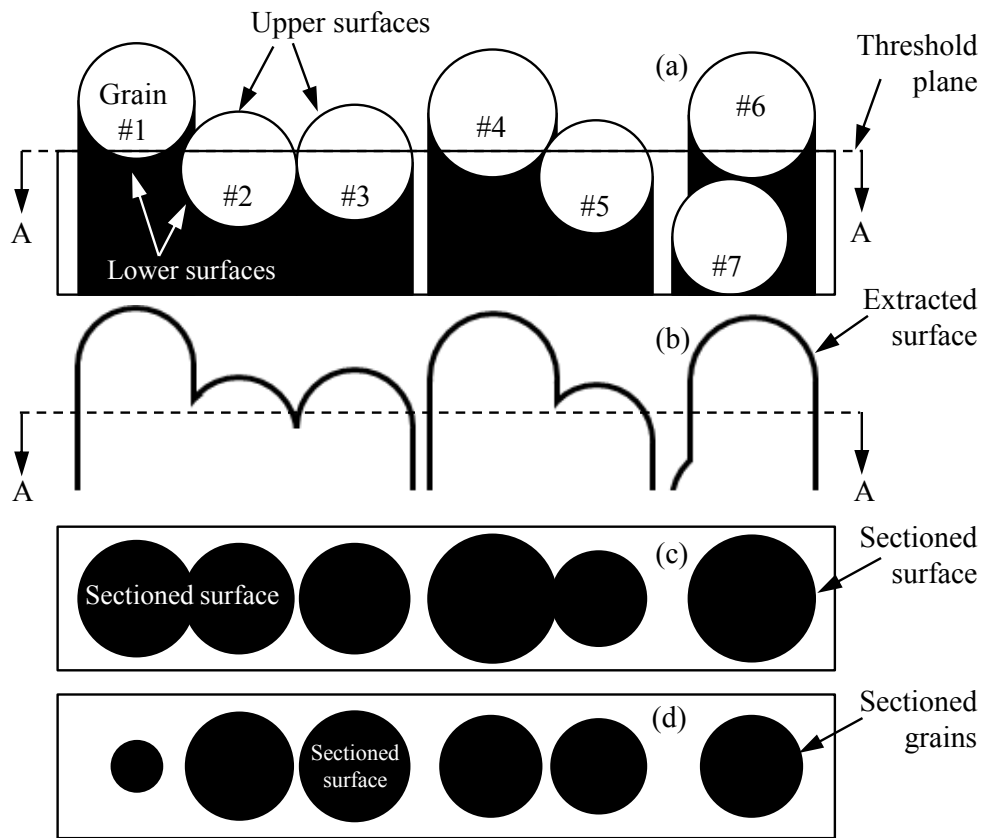 Upper surfaces
(a)
Threshold
plane
Grain
#1
#2
#3
#4
#5
#6
#7
A
A
Lower surfaces
(b)
Extracted
surface
A
A
(c)
Sectioned
surface
Sectioned surface
(d)
Sectioned
grains
Sectioned
surface